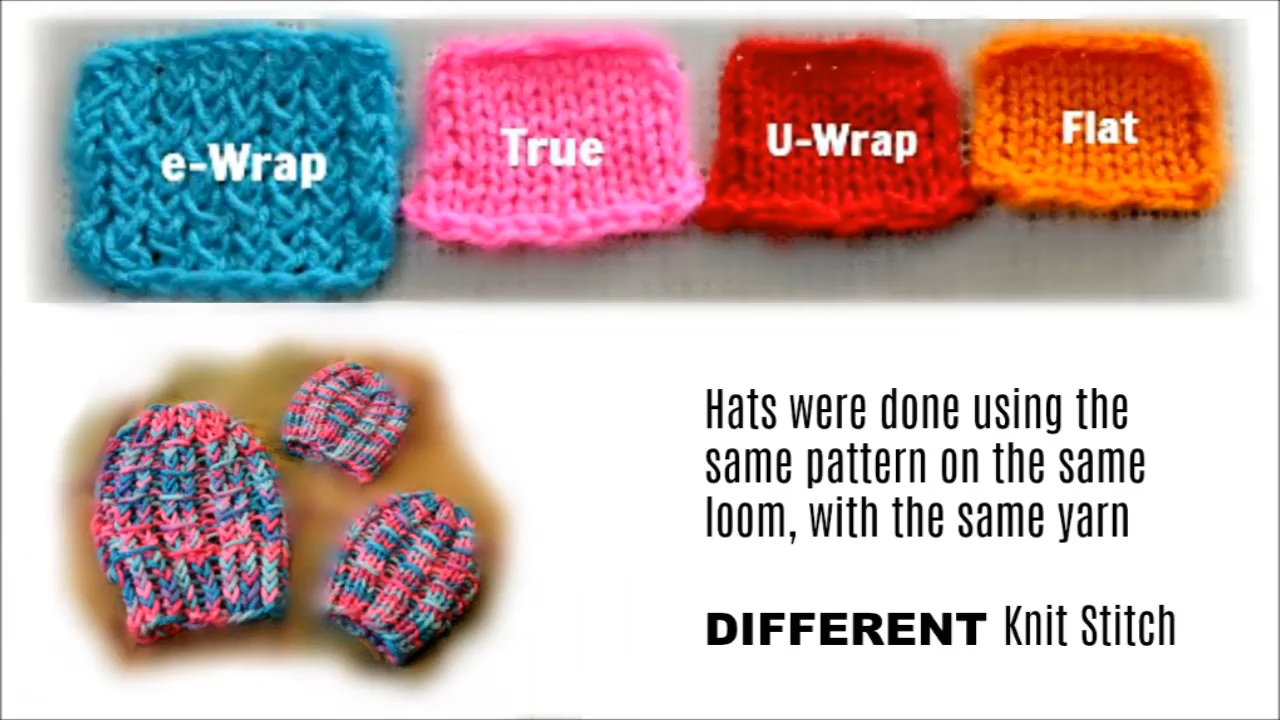 e-Wrap
True
U-Wrap
Flat
Hats were done using the
same pattern on the same
loom, with the same yarn
DIFFERENT Knit Stitch